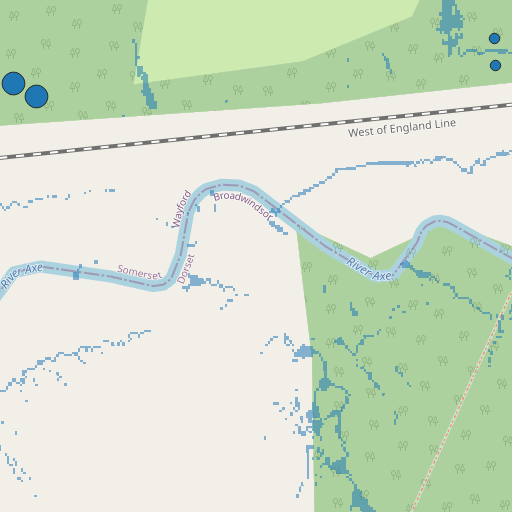 West of England Line
Wayford
Broadwindsor
Somerset
Dorset
River Axe
River Axe